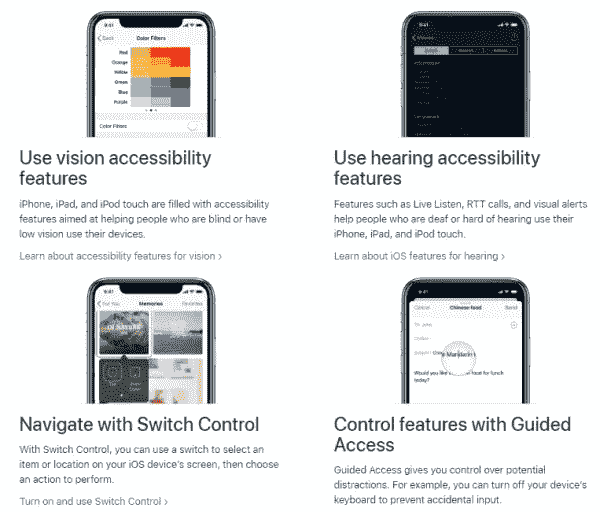 9:41
Back
Color Filters
Red
Orange
Yellow
Green
Blue
Purple
Color Filters
Use vision accessibility
features
iPhone, iPad, and iPod touch are filled with accessibility
features aimed at helping people who are blind or have
low vision use their devices.
Learn about accessibility features for vision >
9:41
Use hearing accessibility
features
Features such as Live Listen, RTT calls, and visual alerts
help people who are deaf or hard of hearing use their
iPhone, iPad, and iPod touch.
Learn about iOS features for hearing >
9:41
For You
Memories
Favorites
Navigate with Switch Control
With Switch Control, you can use a switch to select an
item or location on your iOS device's screen, then choose
an action to perform.
Turn on and use Switch Control >
9:41
Cancel
Chinese food
Send
To: John
Mandarin
Would you like food for lunch
today?
Control features with Guided
Access
Guided Access gives you control over potential
distractions. For example, you can turn off your device's
keyboard to prevent accidental input.